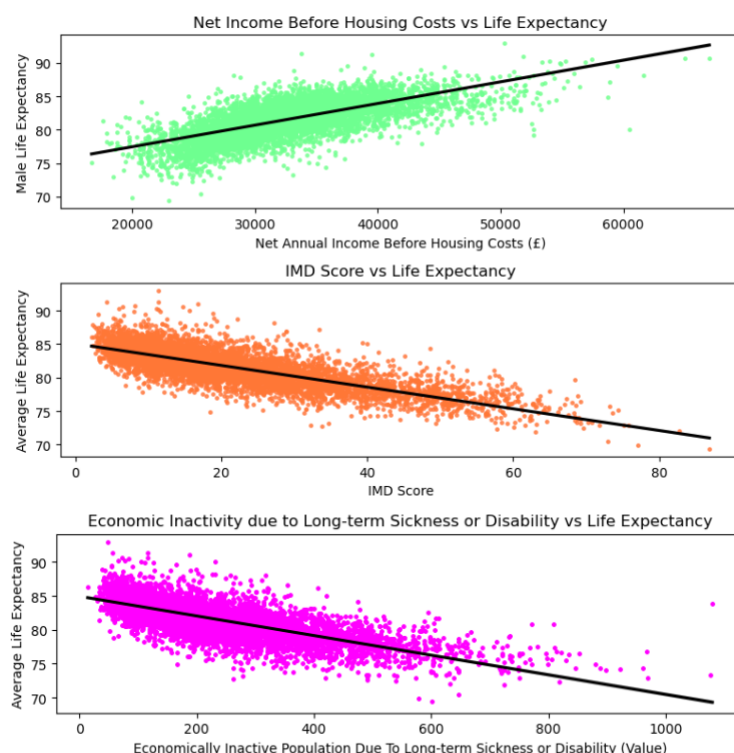 Net Income Before Housing Costs vs Life Expectancy
Male Life Expectancy
90
85
80
75
70
20000 30000 40000 50000 60000
Net Annual Income Before Housing Costs (£)
IMD Score vs Life Expectancy
Average Life Expectancy
90
85
80
75
70
0 20 40 60 80
IMD Score
Economic Inactivity due to Long-term Sickness or Disability vs Life Expectancy
Average Life Expectancy
90
85
80
75
70
0 200 400 600 800 1000
Economically Inactive Population Due To Long-term Sickness or Disability (Value)